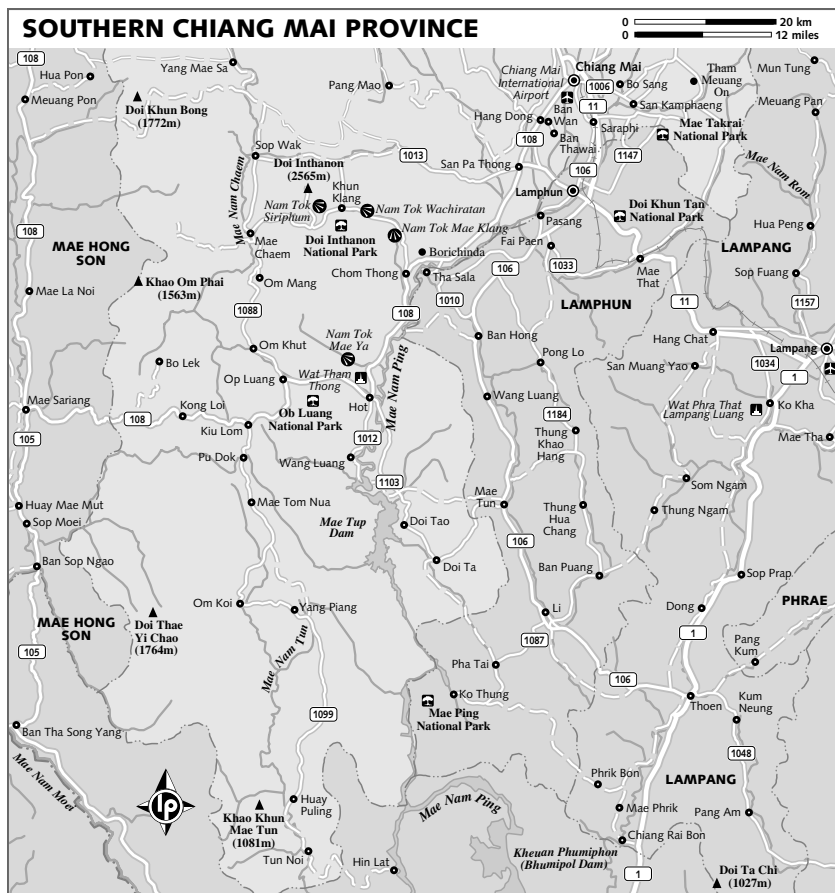 SOUTHERN CHIANG MAI PROVINCE
0 20 km
0 12 miles
108
Hua Pon
Yang Mae Sa
Meuang Pon
Doi Khun Bong
(1772m)
Pang Mao
Chiang Mai
International
Airport
Chiang Mai
1006
Bo Sang
Tham
Meuang
On
Mun Tung
11
San Kamphaeng
Meuang Pan
Hang Dong
Ban
Wan
Saraphi
Mae Takrai
National Park
108
Ban
Thawai
1147
Mae Nam Rom
Sop Wak
1013
San Pa Thong
106
Mae Nam Chaem
Doi Inthanon
(2565m)
Khun
Klang
Lamphun
Nam Tok
Siriphum
Nam Tok Wachiratan
Doi Khun Tan
National Park
Pasang
Hua Peng
108
Nam Tok Mae Klang
MAE HONG
SON
Mae
Chaem
Doi Inthanon
National Park
Borichinda
Fai Paen
LAMPANG
106
1033
Mae
That
Sop Fuang
Khao Om Phai
(1563m)
Om Mang
Chom Thong
Tha Sala
Mae La Noi
1010
LAMPHUN
11
1157
1088
108
Ban Hong
Hang Chat
Om Khut
Nam Tok
Mae Ya
Lampang
Bo Lek
Pong Lo
San Muang Yao
1034
1
Op Luang
Wat Tham
Thong
Mae Nam Ping
Mae Sariang
Kong Loi
Hot
Wang Luang
Wat Phra That
Lampang Luang
Ko Kha
108
Ob Luang
National Park
1184
Kiu Lom
105
1012
Thung
Khao
Hang
Mae Tha
Pu Dok
Wang Luang
1103
Som Ngam
Huay Mae Mut
Mae Tom Nua
Mae
Tun
Thung
Hua
Chang
Thung Ngam
Sop Moei
Mae Tup
Dam
Doi Tao
106
Ban Sop Ngao
Doi Ta
Ban Puang
Sop Prap
Om Koi
Yang Piang
Li
Dong
PHRAE
MAE HONG
SON
Doi Thae
Yi Chao
(1764m)
1
Mae Nam Tun
1087
Pang
Kum
105
Pha Tai
106
Ko Thung
Thoen
Kum
Neung
1099
Mae Ping
National Park
Ban Tha Song Yang
1048
Mae Nam Moei
LAMPANG
Phrik Bon
lp
Khao Khun
Mae Tun
(1081m)
Huay
Puling
Mae Nam Ping
Mae Phrik
Pang Am
Chiang Rai Bon
Tun Noi
Hin Lat
Kheuan Phumiphon
(Bhumipol Dam)
1
Doi Ta Chi
(1027m)